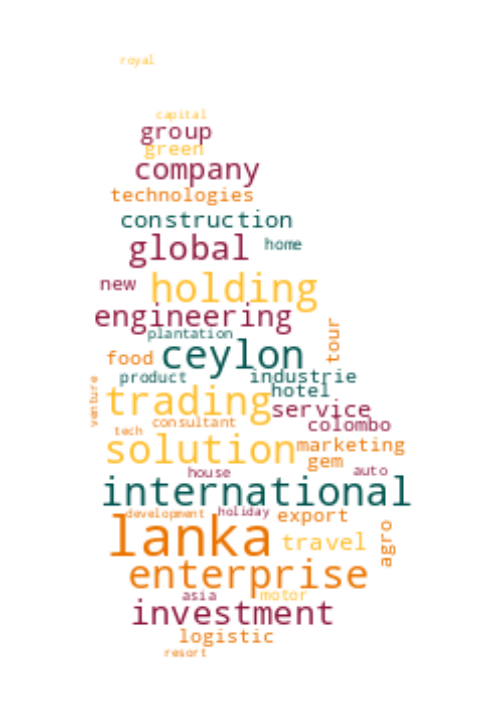 royal
capital
group
green
company
technologies
construction
global home
new holding
engineering
plantation tour
food ceylon
product industrie
venture trading hotel
service
consultant colombo
tech
solution marketing
gem
house auto
international
development holiday export
lanka travel agro
enterprise
asia motor
investment
logistic
resort